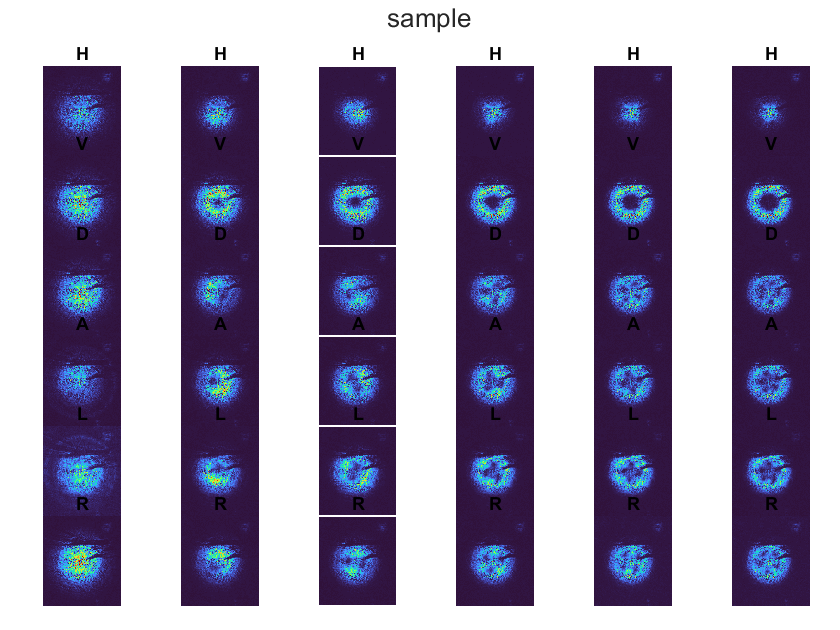 sample
H H H H H H
V V V V V V
D D D D D D
A A A A A A
L L L L L L
R R R R R R